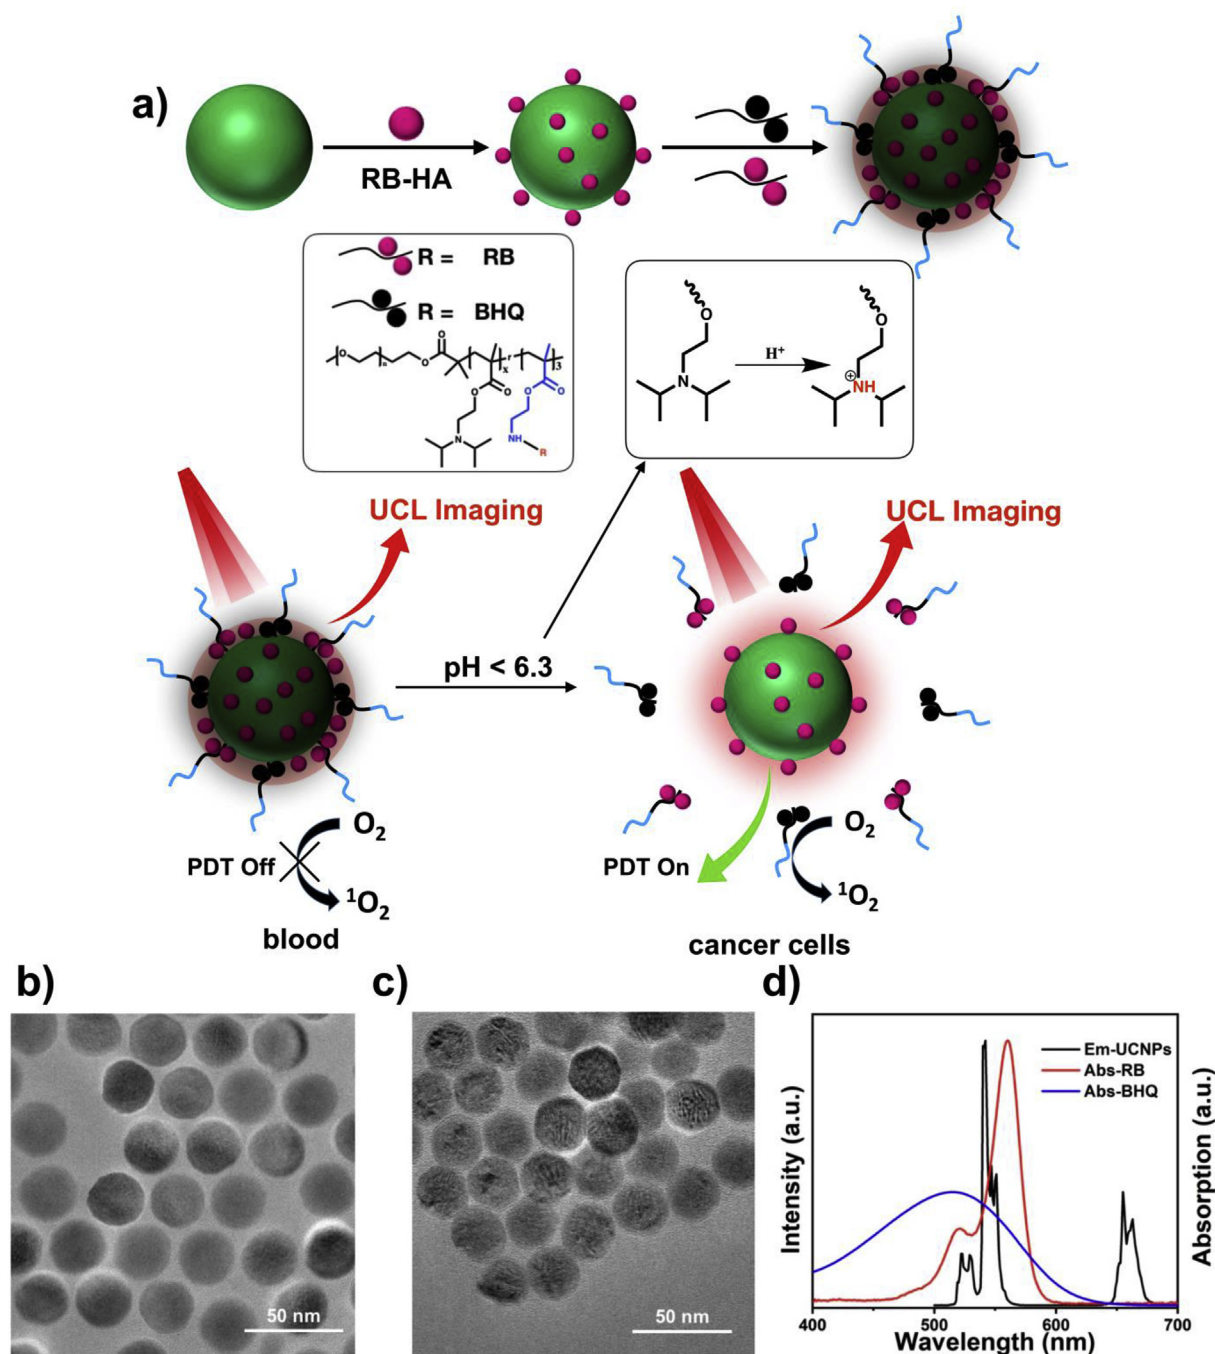 a)
RB-HA
R = RB
R = BHQ
O
n
O
O
x
r
3
O
O
O
O
N
NH
R
O
N
H⁺
O
⊕
NH
UCL Imaging
UCL Imaging
pH < 6.3
O₂
PDT Off
¹O₂
blood
O₂
PDT On
¹O₂
cancer cells
b)
50 nm
c)
50 nm
d)
Em-UCNPs
Abs-RB
Abs-BHQ
Intensity (a.u.)
Absorption (a.u.)
400 500 600 700
Wavelength (nm)